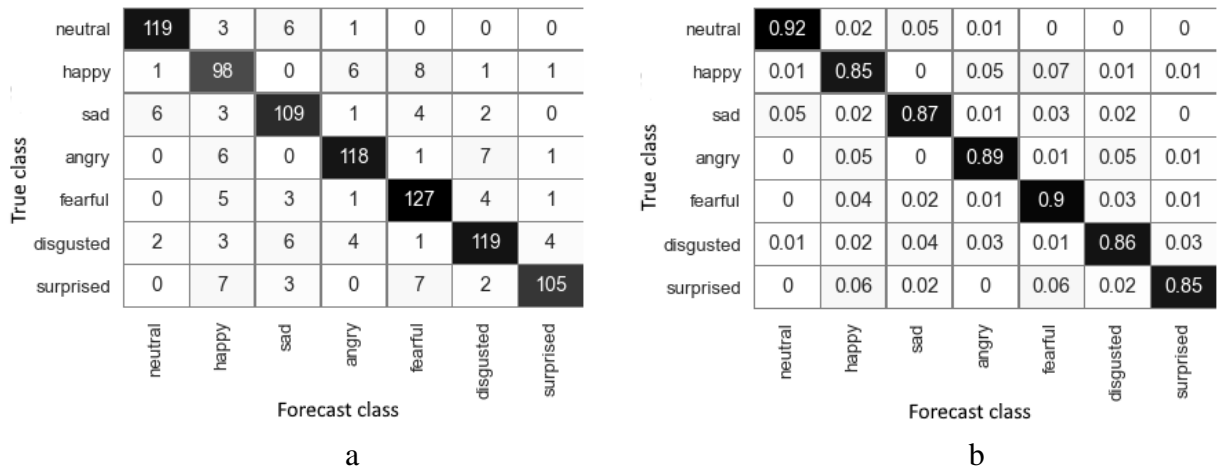 neutral 119 3 6 1 0 0 0
happy 1 98 0 6 8 1 1
sad 6 3 109 1 4 2 0
angry 0 6 0 118 1 7 1
fearful 0 5 3 1 127 4 1
disgusted 2 3 6 4 1 119 4
surprised 0 7 3 0 7 2 105
True class
neutral happy sad angry fearful disgusted surprised
Forecast class
a
neutral 0.92 0.02 0.05 0.01 0 0 0
happy 0.01 0.85 0 0.05 0.07 0.01 0.01
sad 0.05 0.02 0.87 0.01 0.03 0.02 0
angry 0 0.05 0 0.89 0.01 0.05 0.01
fearful 0 0.04 0.02 0.01 0.9 0.03 0.01
disgusted 0.01 0.02 0.04 0.03 0.01 0.86 0.03
surprised 0 0.06 0.02 0 0.06 0.02 0.85
True class
neutral happy sad angry fearful disgusted surprised
Forecast class
b